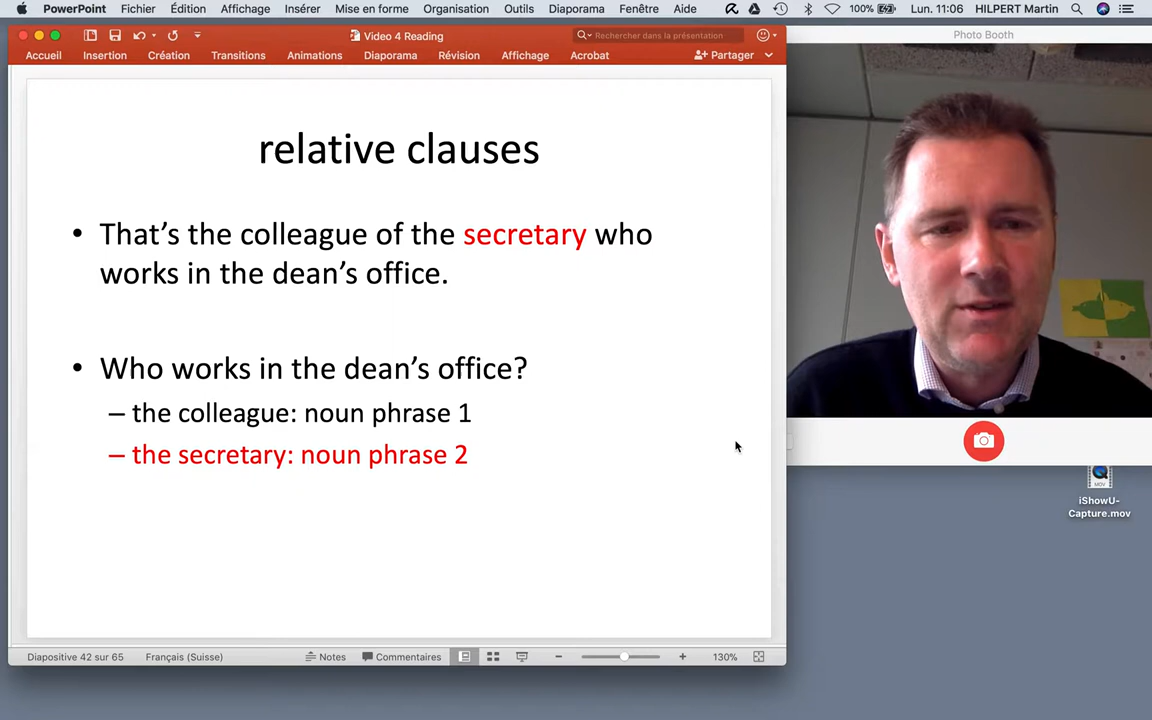 PowerPoint Fichier Édition Affichage Insérer Mise en forme Organisation Outils Diaporama Fenêtre Aide 100% Lun. 11:06 HILPERT Martin
Video 4 Reading
Rechercher dans la présentation
Photo Booth
Accueil Insertion Création Transitions Animations Diaporama Révision Affichage Acrobat Partager
relative clauses
• That’s the colleague of the secretary who
works in the dean’s office.
• Who works in the dean’s office?
– the colleague: noun phrase 1
– the secretary: noun phrase 2
MOV
iShowU-
Capture.mov
Diapositive 42 sur 65 Français (Suisse) Notes Commentaires 130%